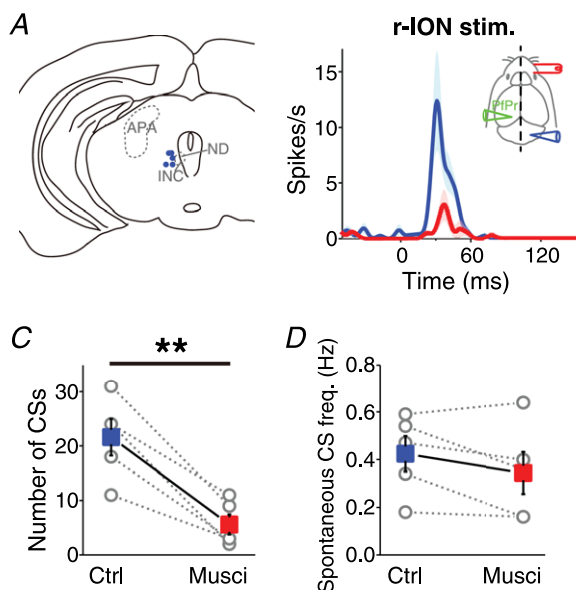 A
APA
ND
INC
r-ION stim.
Spikes/s
15
10
5
0
PfPr
0
60
120
Time (ms)
C
**
Number of CSs
30
20
10
0
Ctrl
Musci
D
Spontaneous CS freq. (Hz)
0.8
0.6
0.4
0.2
0.0
Ctrl
Musci